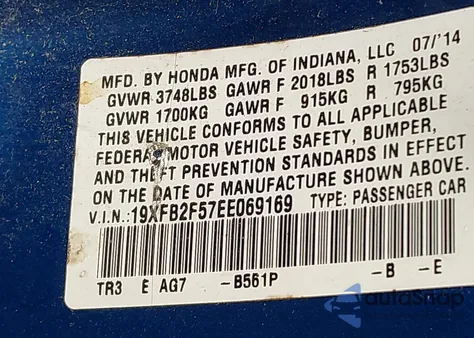 MFD. BY HONDA MFG. OF INDIANA, LLC 07/'14
GVWR 3748LBS GAWR F 2018LBS R 1753LBS
GVWR 1700KG GAWR F 915KG R 795KG
THIS VEHICLE CONFORMS TO ALL APPLICABLE
FEDERAL MOTOR VEHICLE SAFETY, BUMPER,
AND THEFT PREVENTION STANDARDS IN EFFECT
ON THE DATE OF MANUFACTURE SHOWN ABOVE.
V.I.N.:19XFB2F57EE069169 TYPE: PASSENGER CAR
TR3 E AG7 -B561P -B -E
autoSnap